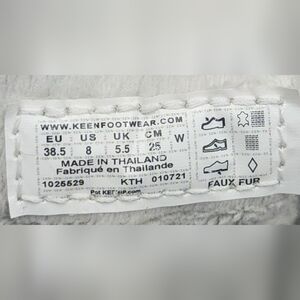 WWW.KEENFOOTWEAR.COM
EU US UK CM W
38.5 8 5.5 25
MADE IN THAILAND
Fabriqué en Thaïlande
1025529 KTH 010721
FAUX FUR